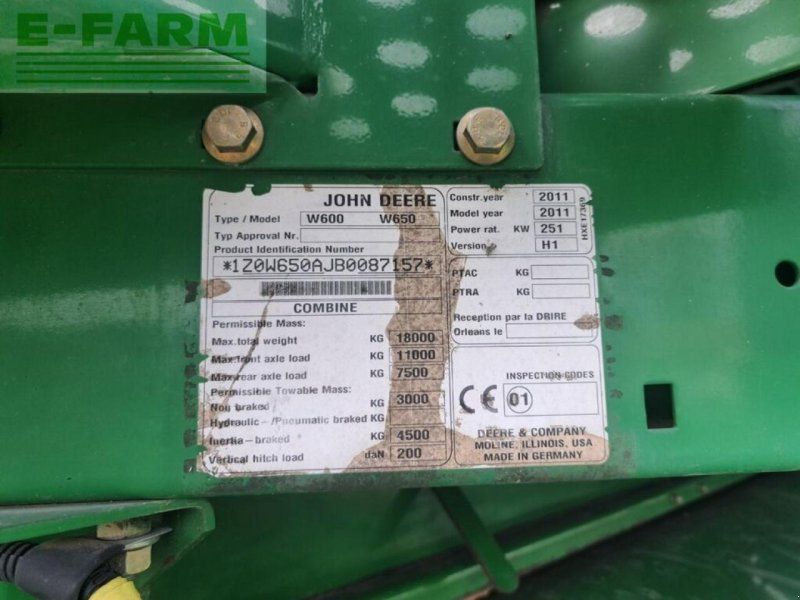 E-FARM
JOHN DEERE
Type / Model W600 W650
Typ Approval Nr.
Product Identification Number
*1Z0W650AJB0087157*
COMBINE
Permissible Mass:
Max.total weight KG 18000
Max.front axle load KG 11000
Max.rear axle load KG 7500
Permissible Towable Mass:
Non braked KG 3000
Hydraulic-/Pneumatic braked KG
Inertia-braked KG 4500
Vertical hitch load daN 200
Constr.year 2011
Model year 2011
Power rat. KW 251
Version H1
HXE17369
PTAC KG
PTRA KG
Reception par la DRIRE
Orleans le
INSPECTION-CODES
CE 01
DEERE & COMPANY
MOLINE, ILLINOIS, USA
MADE IN GERMANY